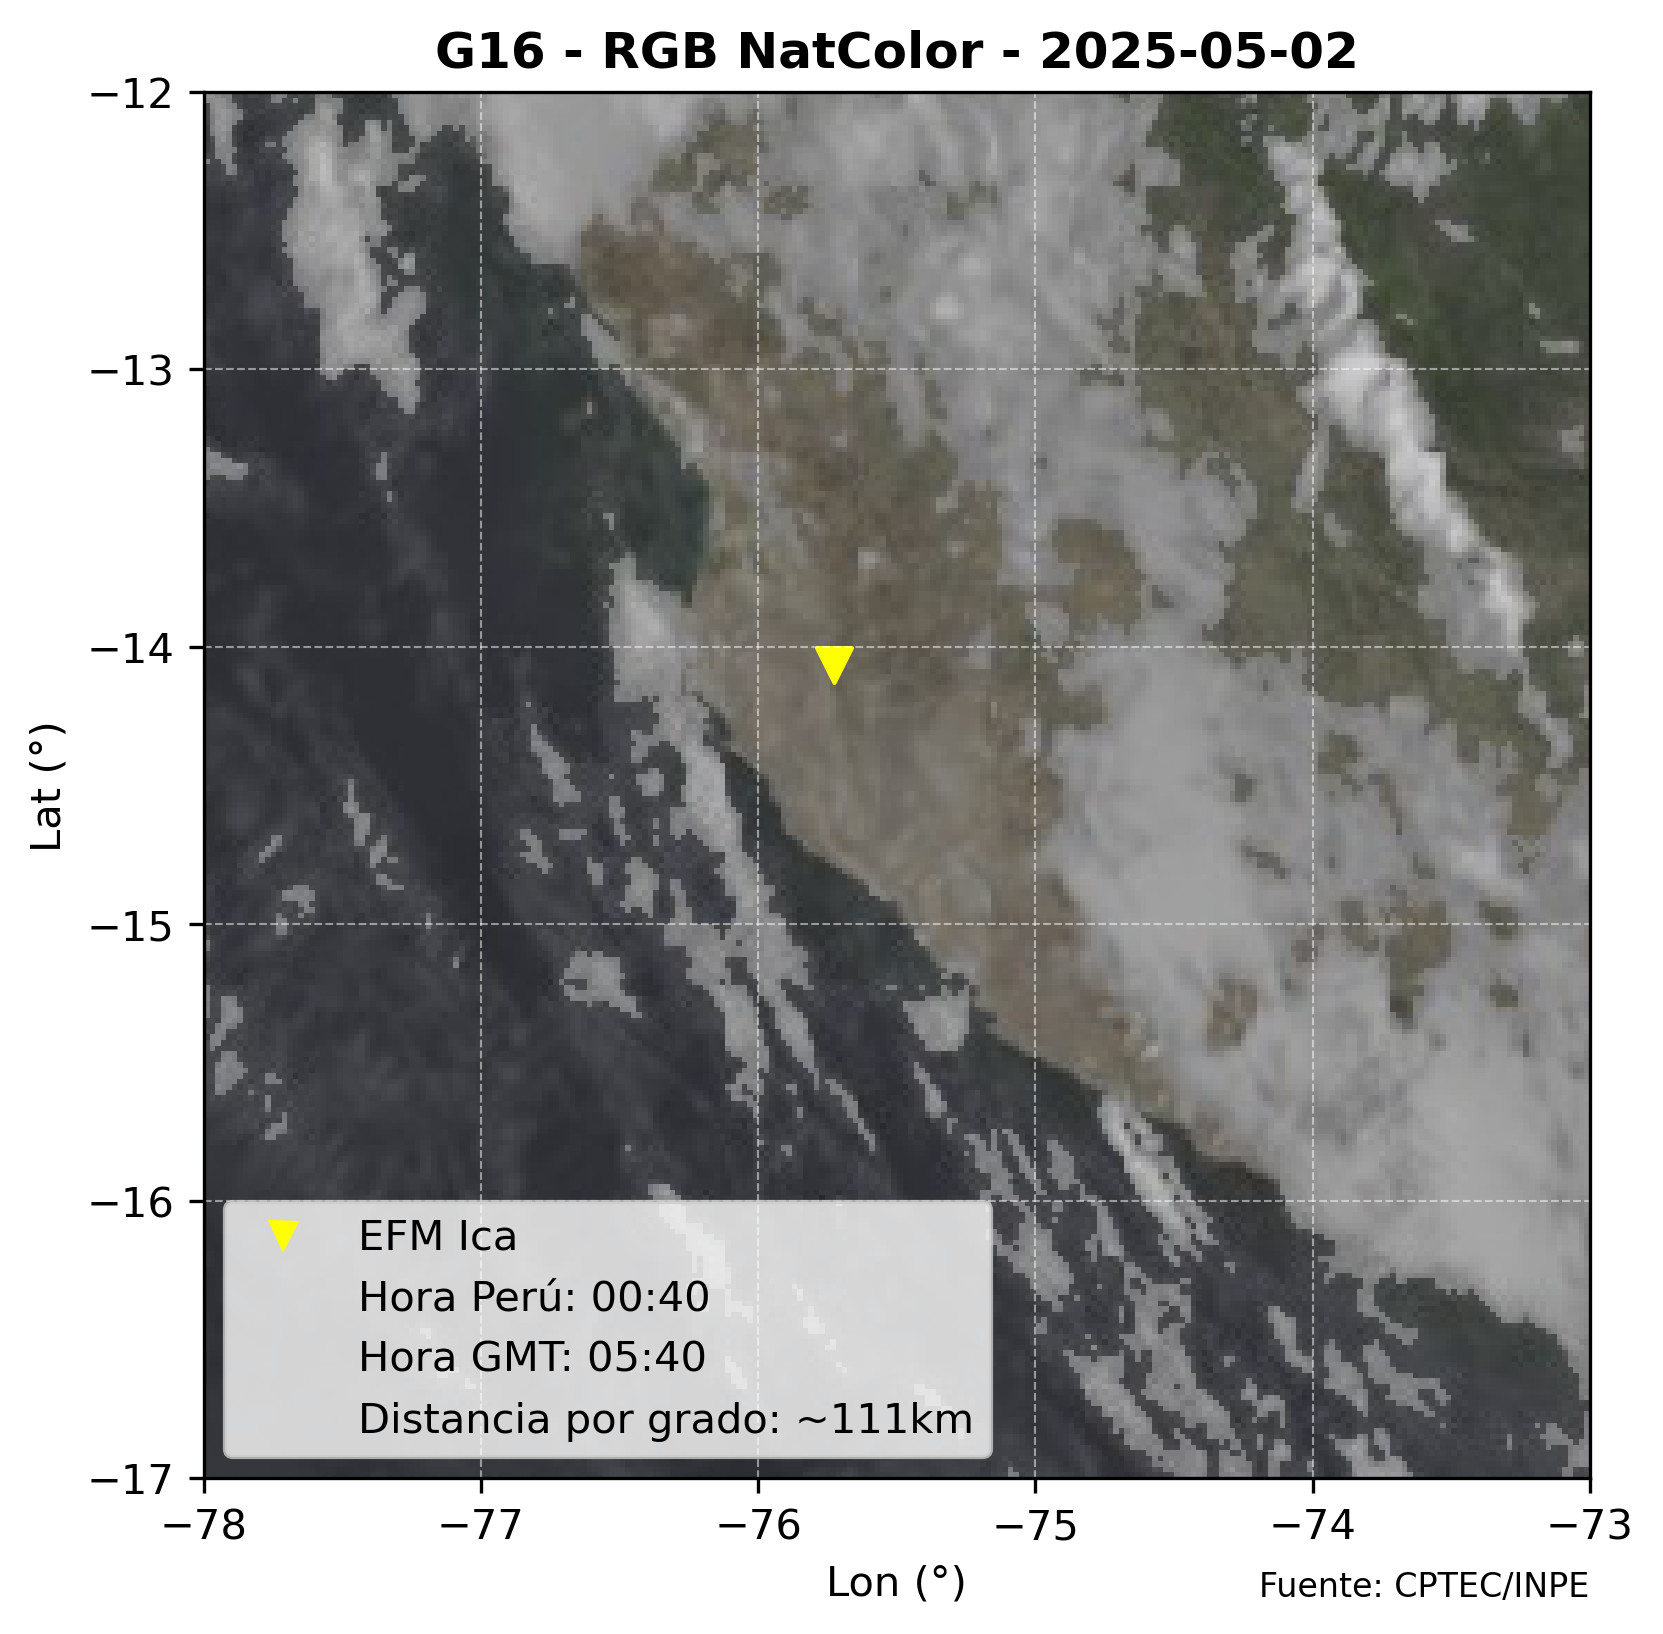 G16 - RGB NatColor - 2025-05-02
−12
−13
−14
−15
−16
−17
Lat (°)
EFM Ica
Hora Perú: 00:40
Hora GMT: 05:40
Distancia por grado: ~111km
−78 −77 −76 −75 −74 −73
Lon (°)
Fuente: CPTEC/INPE